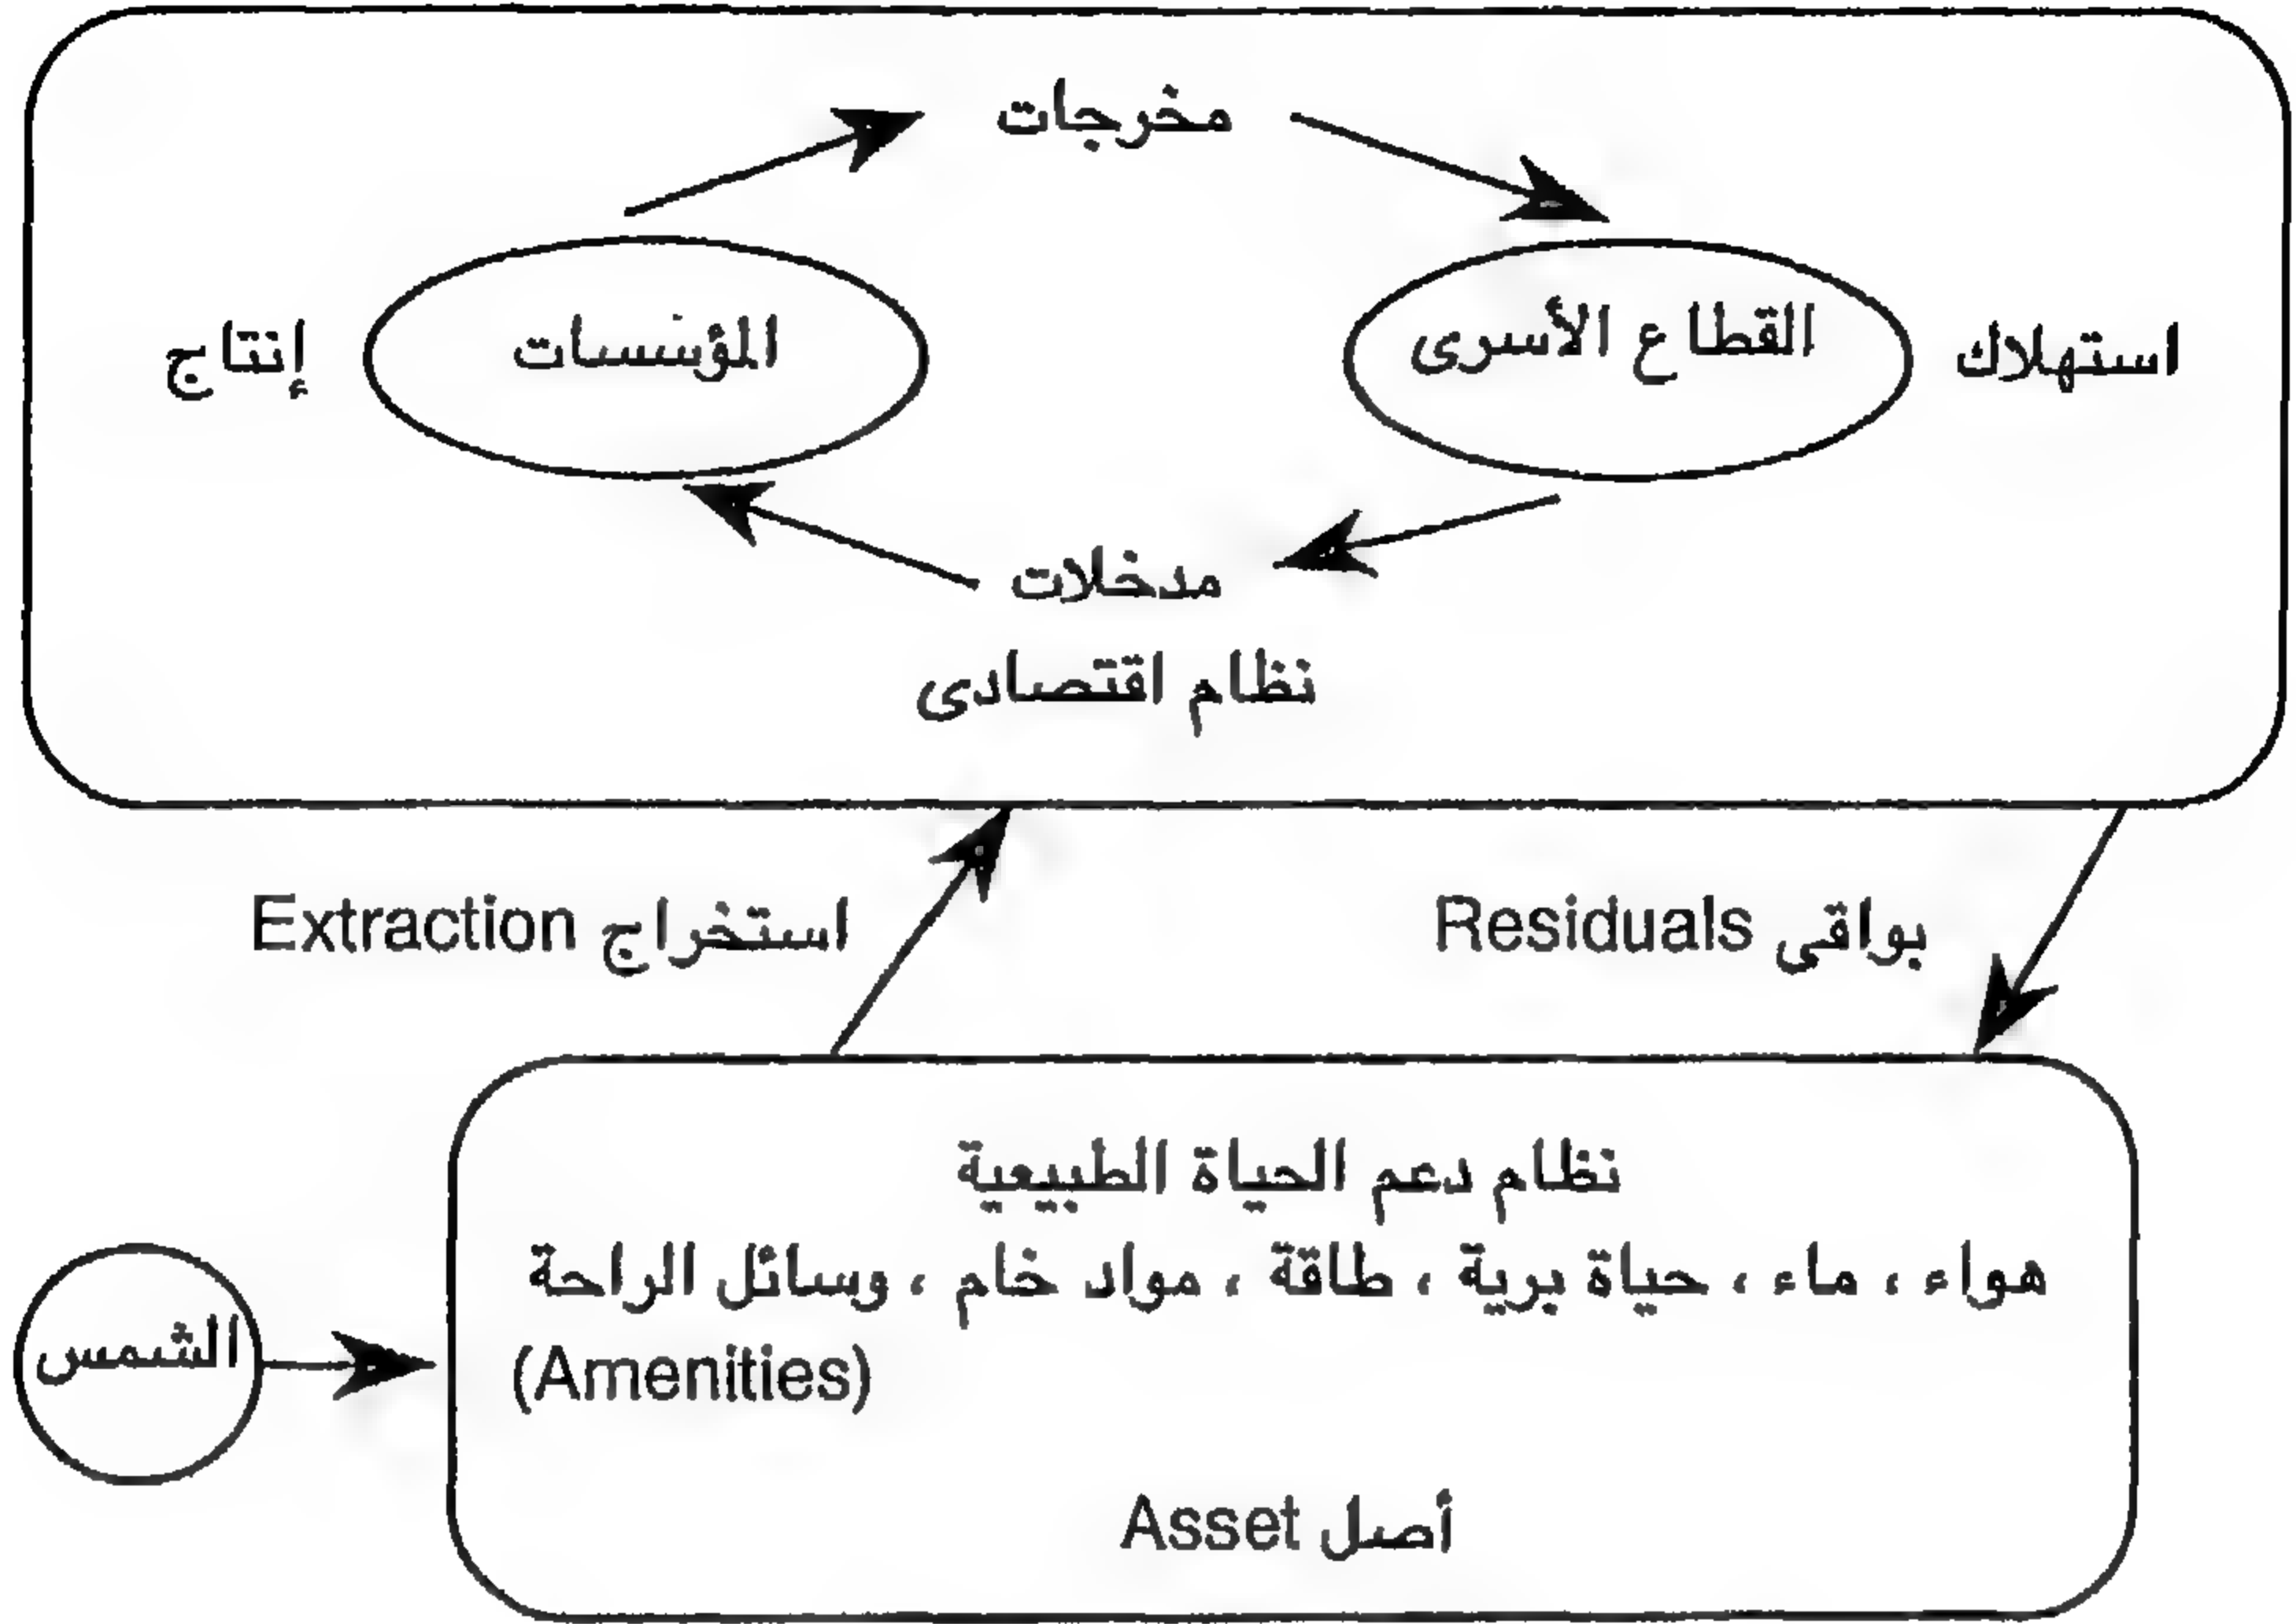 مخرجات
استهلاك
القطاع الأسرى
المؤسسات
إنتاج
مدخلات
نظام اقتصادى
بواقى Residuals
استخراج Extraction
نظام دعم الحياة الطبيعية
هواء ، ماء ، حياة برية ، طاقة ، مواد خام ، وسائل الراحة
(Amenities)
الشمس
أصل Asset